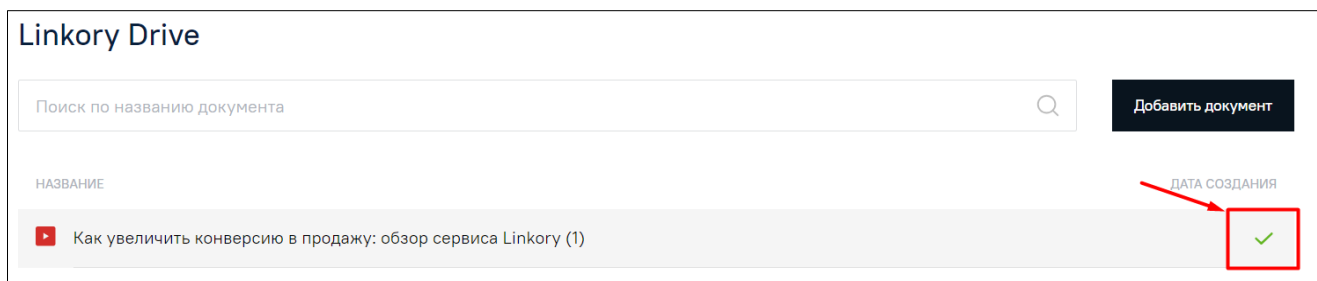 Linkory Drive
Поиск по названию документа
Добавить документ
НАЗВАНИЕ
ДАТА СОЗДАНИЯ
Как увеличить конверсию в продажу: обзор сервиса Linkory (1)